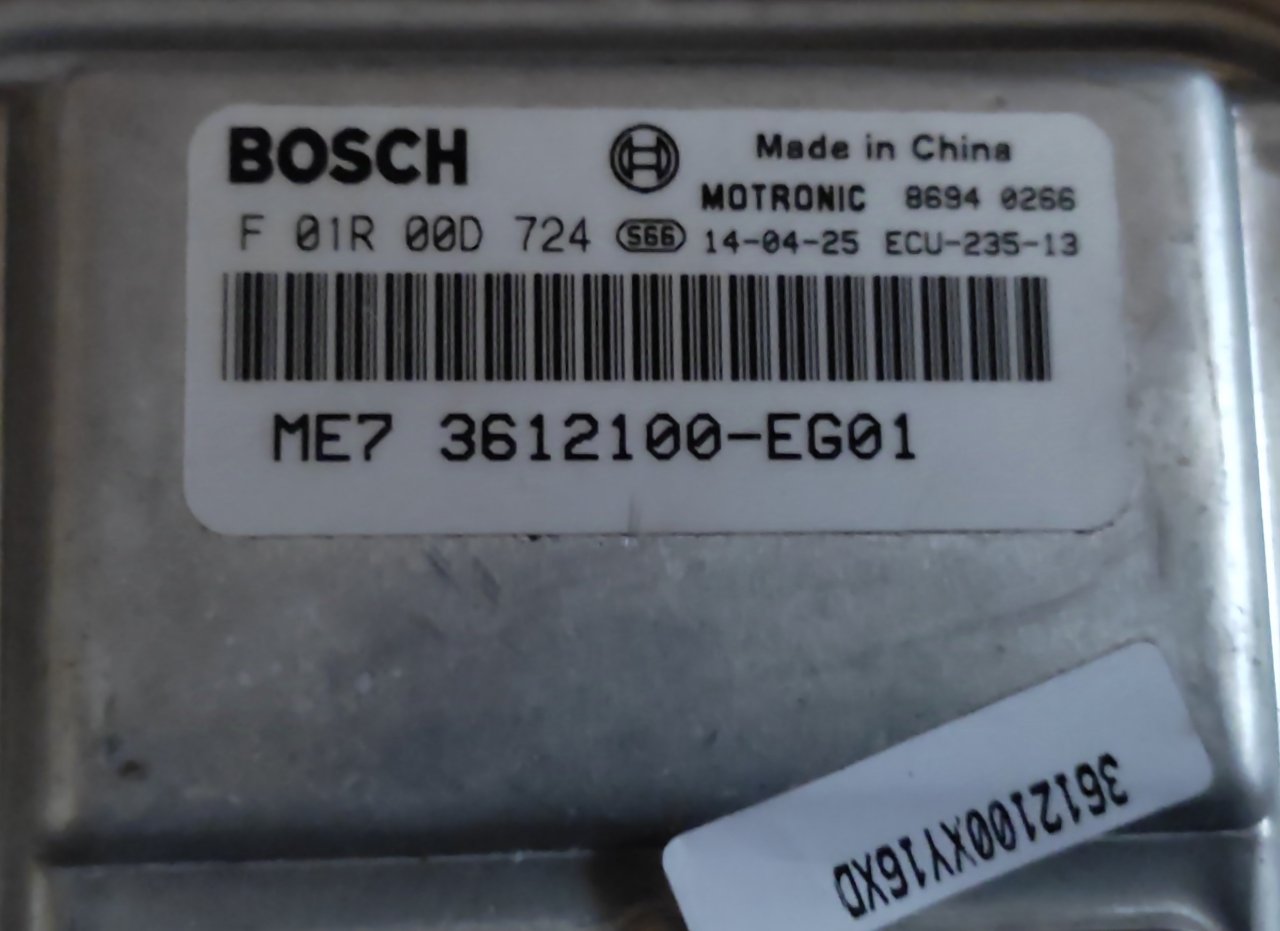 BOSCH
Made in China
MOTRONIC 8694 0266
F 01R 00D 724 S66 14-04-25 ECU-235-13
ME7 3612100-EG01
3612100XY16XD